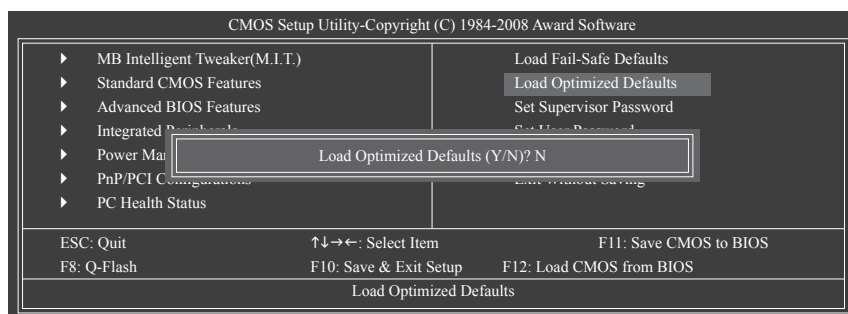 CMOS Setup Utility-Copyright (C) 1984-2008 Award Software
MB Intelligent Tweaker(M.I.T.)
Standard CMOS Features
Advanced BIOS Features
Integrated
Power
PC Health Status
Load Fail-Safe Defaults
Load Optimized Defaults
Set Supervisor Password
Load Optimized Defaults (Y/N)? N
ESC: Quit ↑↓→←: Select Item F11: Save CMOS to BIOS
F8: Q-Flash F10: Save & Exit Setup F12: Load CMOS from BIOS
Load Optimized Defaults